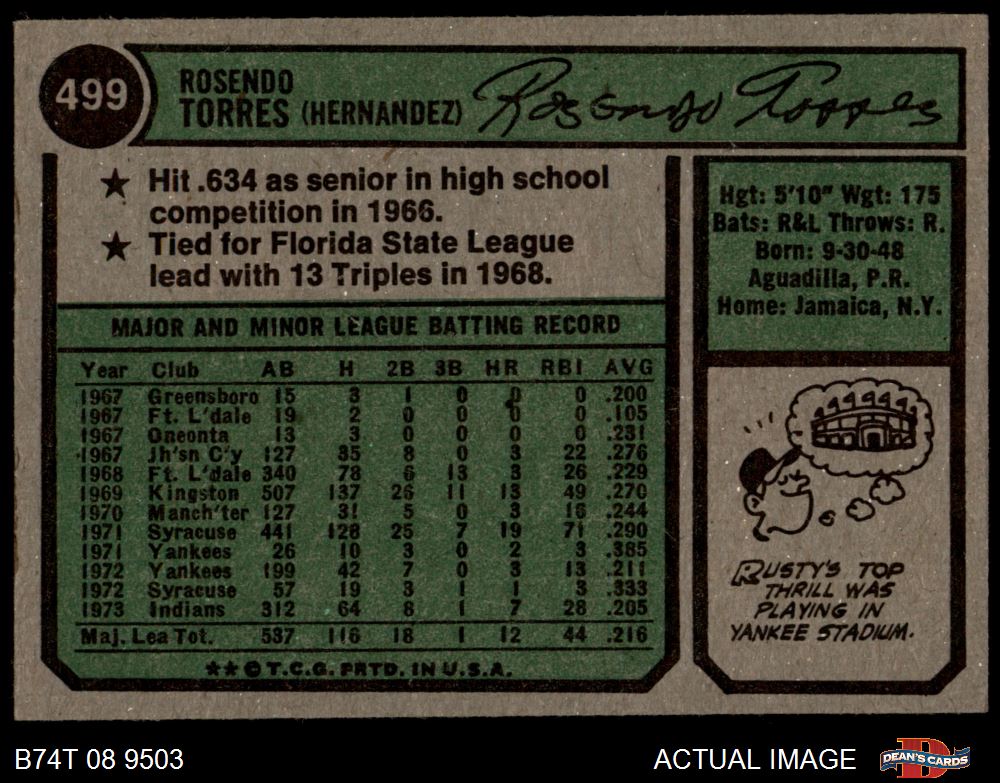 499
ROSENDO
TORRES (HERNANDEZ)
Rosendo Torres
★ Hit .634 as senior in high school
competition in 1966.
★ Tied for Florida State League
lead with 13 Triples in 1968.
Hgt: 5'10" Wgt: 175
Bats: R&L Throws: R.
Born: 9-30-48
Aguadilla, P.R.
Home: Jamaica, N.Y.
MAJOR AND MINOR LEAGUE BATTING RECORD
Year Club AB H 2B 3B HR RBI AVG
1967 Greensboro 15 3 1 0 0 0 .200
1967 Ft. L'dale 19 2 0 0 0 0 .105
1967 Oneonta 13 3 0 0 0 0 .231
1967 Jh'sn C'y 127 35 8 0 3 22 .276
1968 Ft. L'dale 340 78 6 13 3 26 .229
1969 Kingston 507 137 26 11 13 49 .270
1970 Manch'ter 127 31 5 0 3 16 .244
1971 Syracuse 441 128 25 7 19 71 .290
1971 Yankees 26 10 3 0 2 3 .385
1972 Yankees 199 42 7 0 3 13 .211
1972 Syracuse 57 19 3 1 1 3 .333
1973 Indians 312 64 8 1 7 28 .205
Maj. Lea Tot. 537 116 18 1 12 44 .216
★★ © T.C.G. PRTD. IN U.S.A.
RUSTY'S TOP
THRILL WAS
PLAYING IN
YANKEE STADIUM.
B74T 08 9503
ACTUAL IMAGE
DEAN'S CARDS